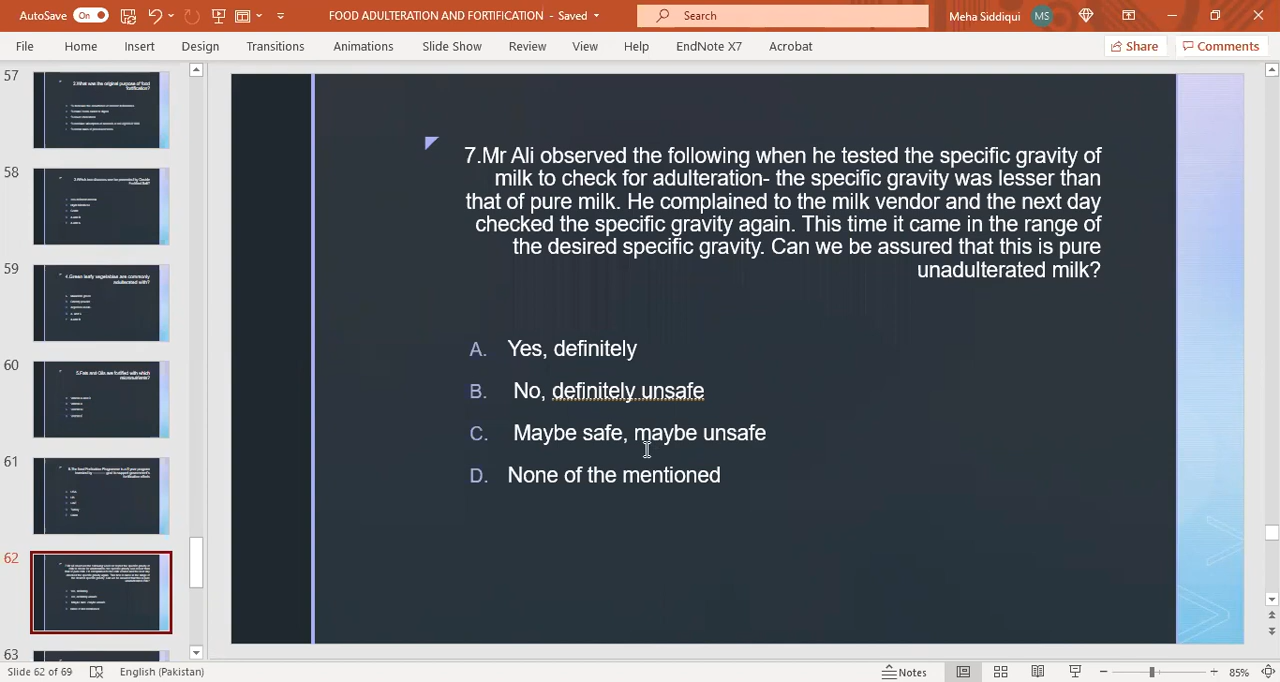 AutoSave On FOOD ADULTERATION AND FORTIFICATION - Saved Search Meha Siddiqui MS
File Home Insert Design Transitions Animations Slide Show Review View Help EndNote X7 Acrobat Share Comments
57
58
59
60
61
62
63
7.Mr Ali observed the following when he tested the specific gravity of
milk to check for adulteration- the specific gravity was lesser than
that of pure milk. He complained to the milk vendor and the next day
checked the specific gravity again. This time it came in the range of
the desired specific gravity. Can we be assured that this is pure
unadulterated milk?
A. Yes, definitely
B. No, definitely unsafe
C. Maybe safe, maybe unsafe
D. None of the mentioned
Slide 62 of 69 English (Pakistan) Notes 85%